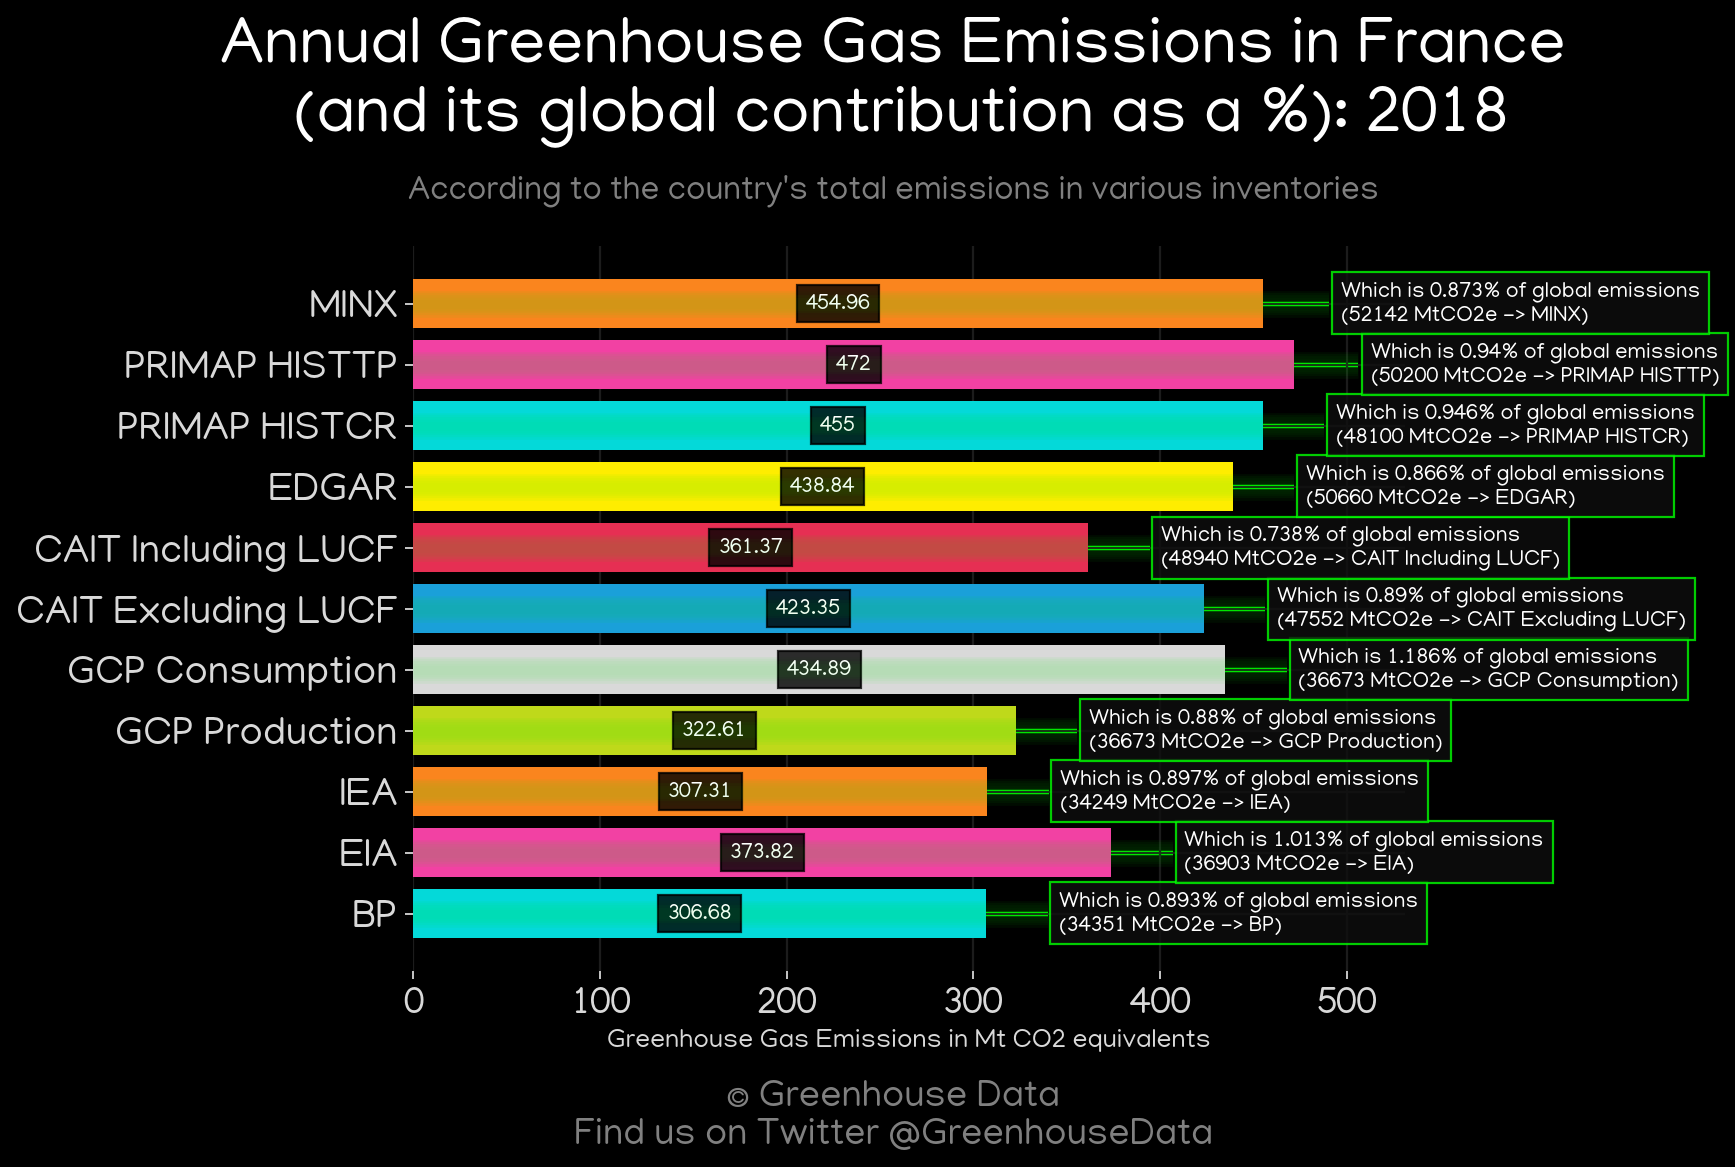 Annual Greenhouse Gas Emissions in France
(and its global contribution as a %): 2018
According to the country's total emissions in various inventories
MINX
454.96
Which is 0.873% of global emissions
(52142 MtCO2e -> MINX)
PRIMAP HISTTP
472
Which is 0.94% of global emissions
(50200 MtCO2e -> PRIMAP HISTTP)
PRIMAP HISTCR
455
Which is 0.946% of global emissions
(48100 MtCO2e -> PRIMAP HISTCR)
EDGAR
438.84
Which is 0.866% of global emissions
(50660 MtCO2e -> EDGAR)
CAIT Including LUCF
361.37
Which is 0.738% of global emissions
(48940 MtCO2e -> CAIT Including LUCF)
CAIT Excluding LUCF
423.35
Which is 0.89% of global emissions
(47552 MtCO2e -> CAIT Excluding LUCF)
GCP Consumption
434.89
Which is 1.186% of global emissions
(36673 MtCO2e -> GCP Consumption)
GCP Production
322.61
Which is 0.88% of global emissions
(36673 MtCO2e -> GCP Production)
IEA
307.31
Which is 0.897% of global emissions
(34249 MtCO2e -> IEA)
EIA
373.82
Which is 1.013% of global emissions
(36903 MtCO2e -> EIA)
BP
306.68
Which is 0.893% of global emissions
(34351 MtCO2e -> BP)
0 100 200 300 400 500
Greenhouse Gas Emissions in Mt CO2 equivalents
© Greenhouse Data
Find us on Twitter @GreenhouseData